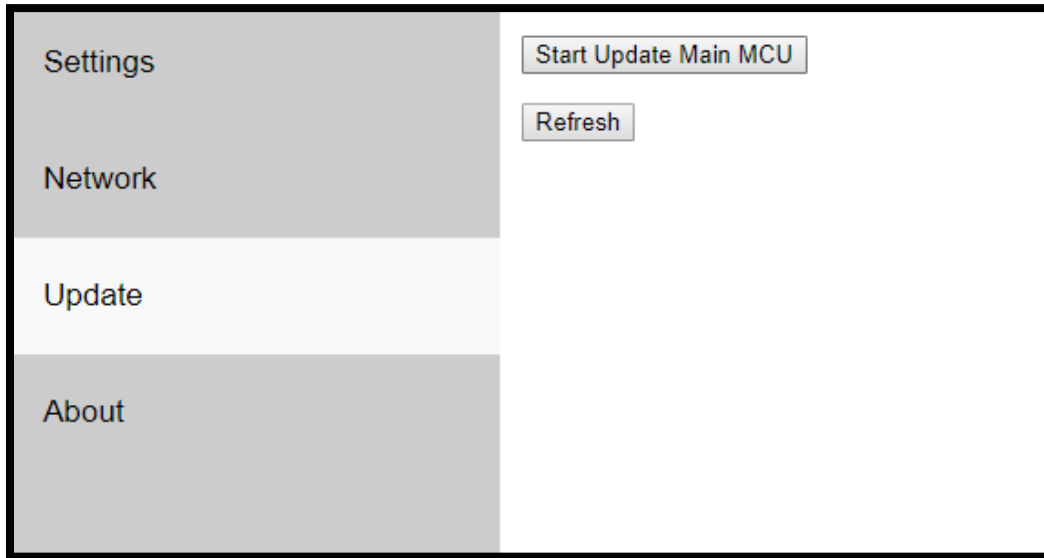 Settings
Network
Update
About
Start Update Main MCU
Refresh